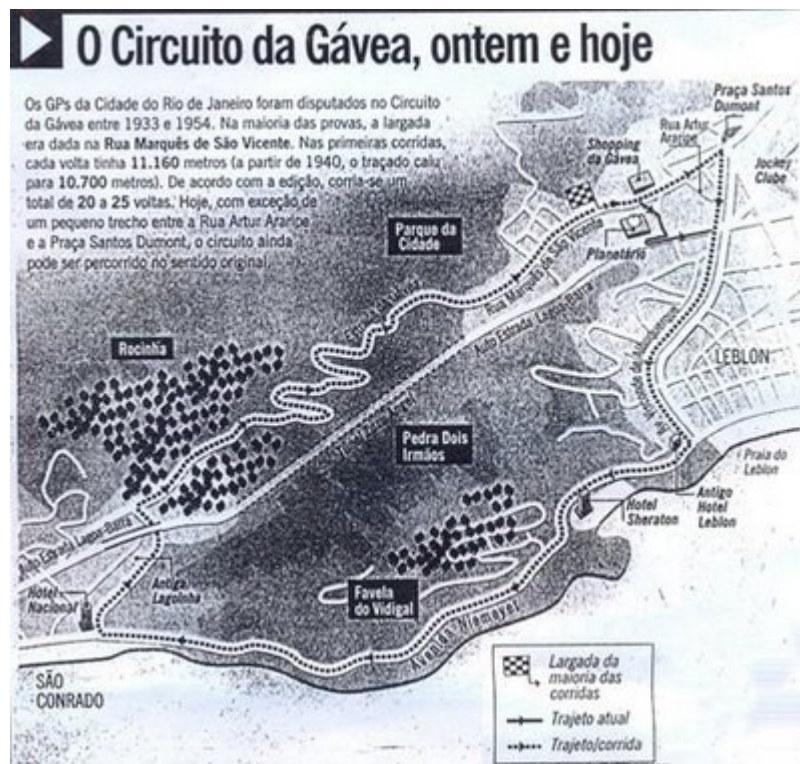 O Circuito da Gávea, ontem e hoje
Os GPs da Cidade do Rio de Janeiro foram disputados no Circuito
da Gávea entre 1933 e 1954. Na maioria das provas, a largada
era dada na Rua Marquês de São Vicente. Nas primeiras corridas,
cada volta tinha 11.160 metros (a partir de 1940, o traçado caiu
para 10.700 metros). De acordo com a edição, corria-se um
total de 20 a 25 voltas. Hoje, com exceção de
um pequeno trecho entre a Rua Artur Araripe
e a Praça Santos Dumont, o circuito ainda
pode ser percorrido no sentido original.
Praça Santos
Dumont
Rua Artur
Araripe
Shopping
da Gávea
Jockey
Clube
Parque da
Cidade
Planetário
Rua Marquês de São Vicente
Auto Estrada Lagoa-Barra
Estrada da Gávea
Rocinha
LEBLON
Pedra Dois
Irmãos
Praia do
Leblon
Antigo
Hotel
Leblon
Hotel
Sheraton
Auto Estrada Lagoa-Barra
Antiga
Lagoinha
Hotel
Nacional
Favela
do Vidigal
Avenida Niemeyer
SÃO
CONRADO
Largada da
maioria das
corridas
Trajeto atual
Trajeto/corrida